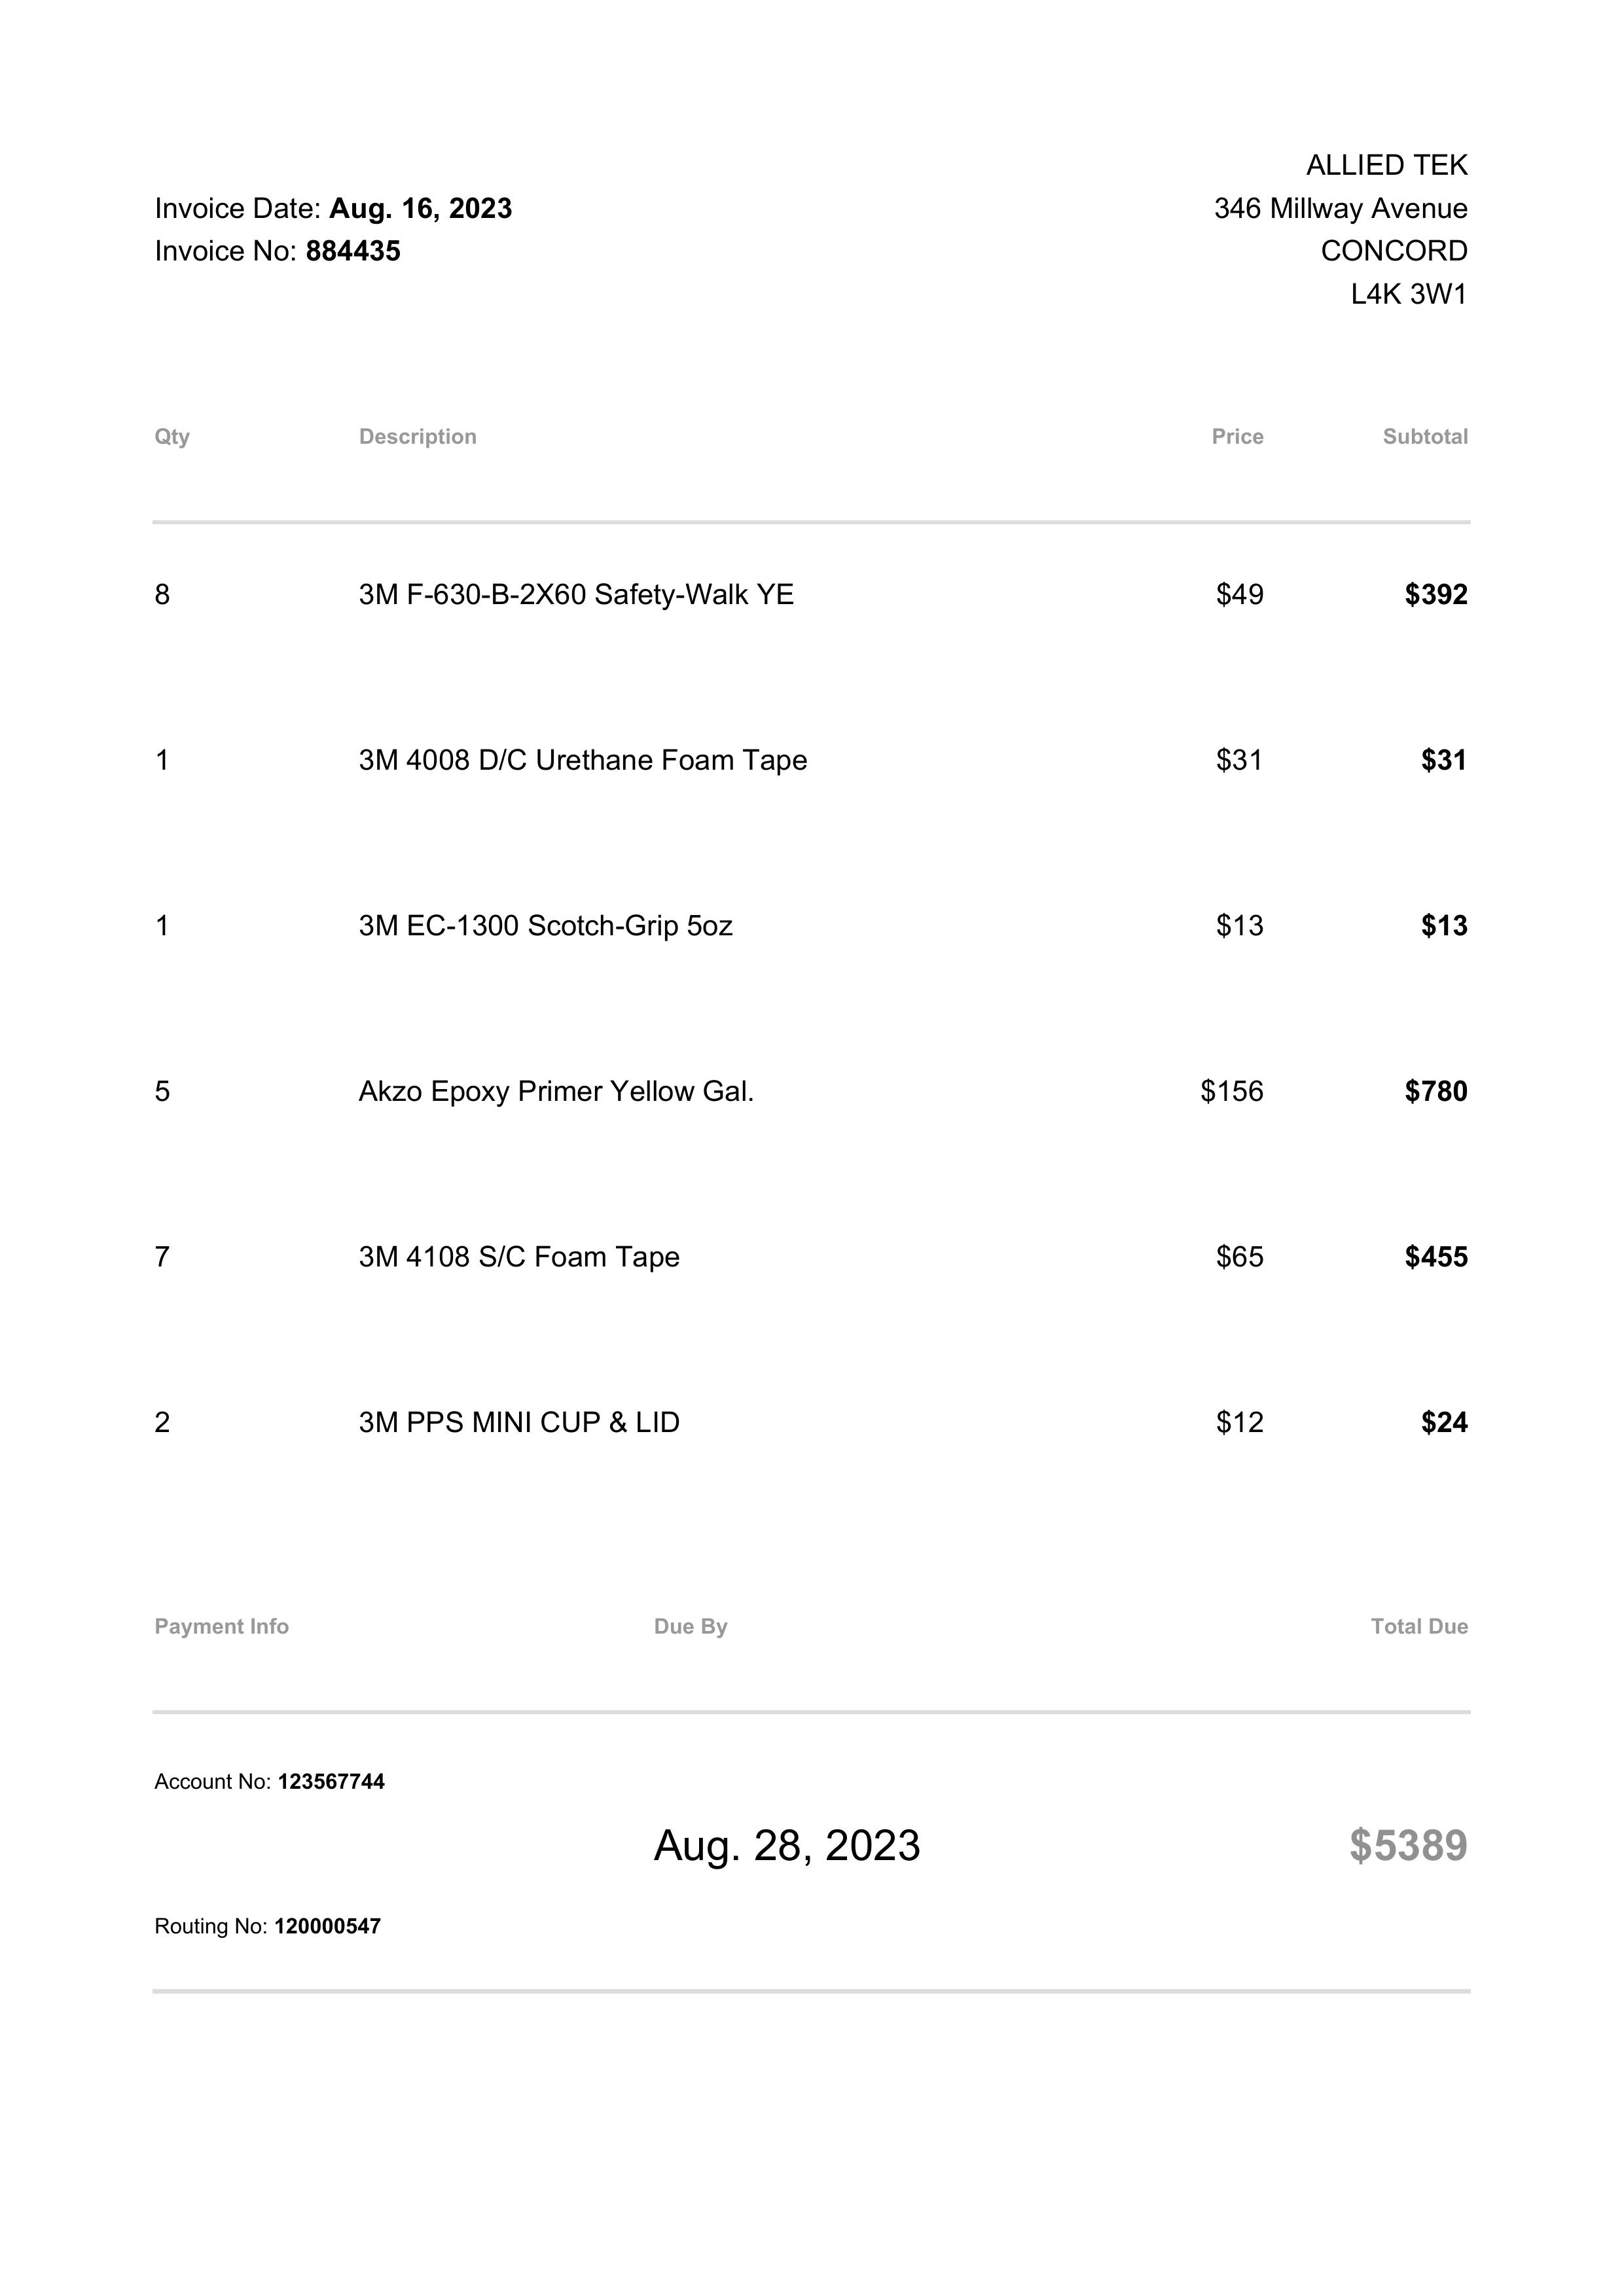 ALLIED TEK
Invoice Date: Aug. 16, 2023 346 Millway Avenue
Invoice No: 884435 CONCORD
L4K 3W1
Qty Description Price Subtotal
8 3M F-630-B-2X60 Safety-Walk YE $49 $392
1 3M 4008 D/C Urethane Foam Tape $31 $31
1 3M EC-1300 Scotch-Grip 5oz $13 $13
5 Akzo Epoxy Primer Yellow Gal. $156 $780
7 3M 4108 S/C Foam Tape $65 $455
2 3M PPS MINI CUP & LID $12 $24
Payment Info Due By Total Due
Account No: 123567744
Aug. 28, 2023 $5389
Routing No: 120000547